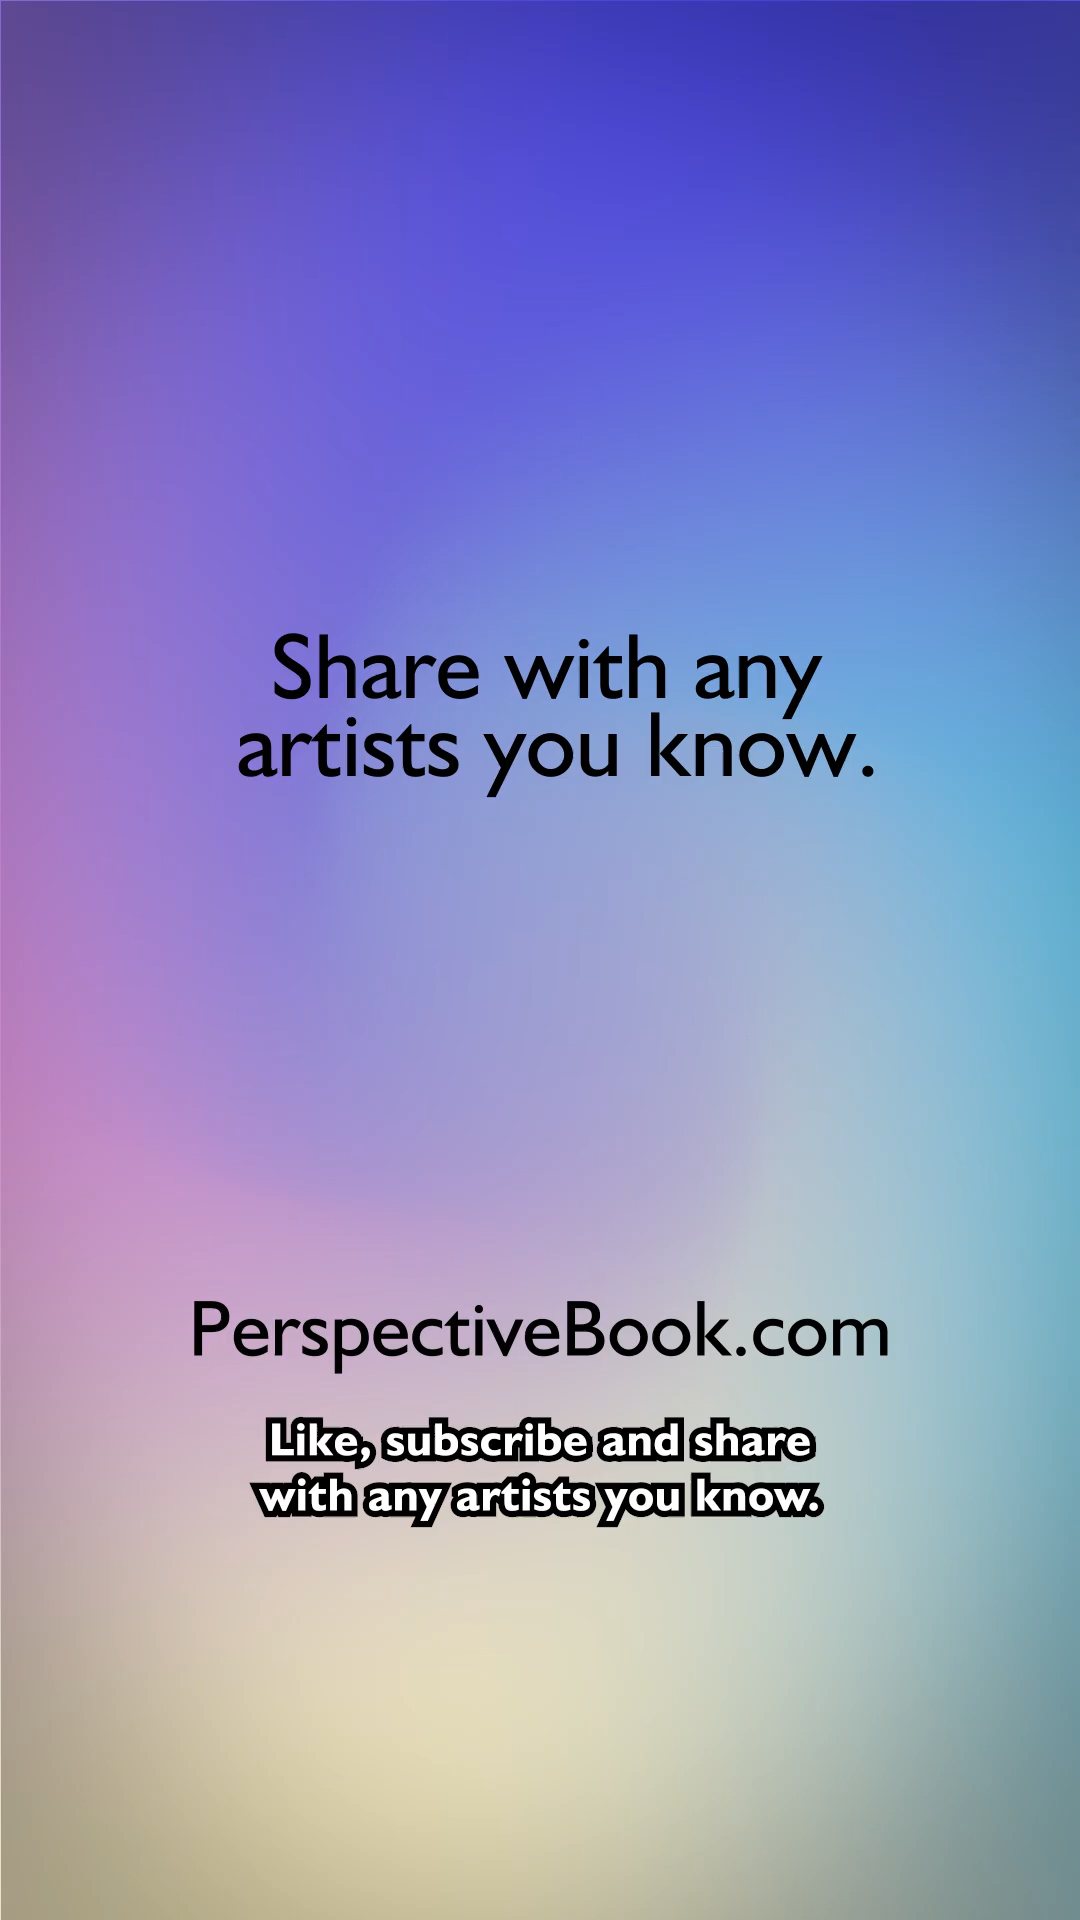 Share with any
artists you know.
PerspectiveBook.com
Like, subscribe and share
with any artists you know.